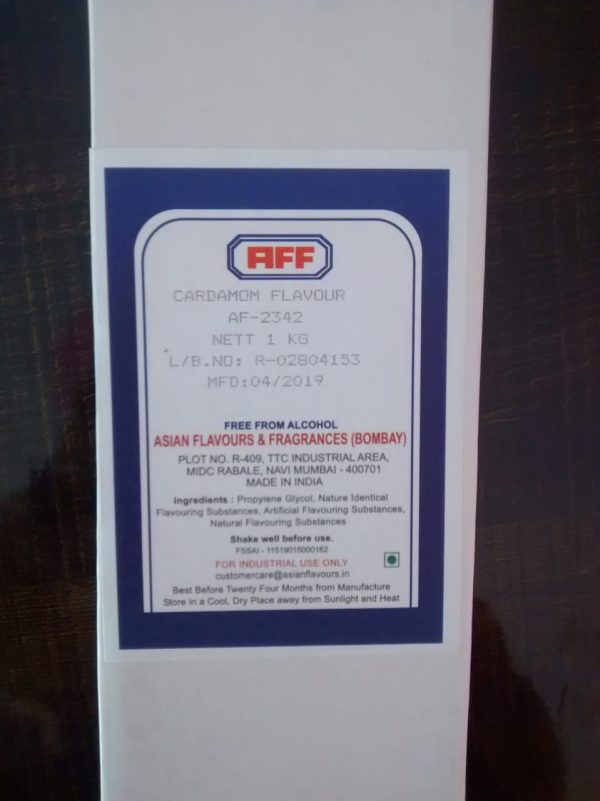 AFF
CARDAMOM FLAVOUR
AF-2342
NETT 1 KG
L/B.NO: R-02804153
MFD:04/2019
FREE FROM ALCOHOL
ASIAN FLAVOURS & FRAGRANCES (BOMBAY)
PLOT NO. R-409, TTC INDUSTRIAL AREA,
MIDC RABALE, NAVI MUMBAI - 400701
MADE IN INDIA
Ingredients : Propylene Glycol, Nature Identical
Flavouring Substances, Artificial Flavouring Substances,
Natural Flavouring Substances
Shake well before use.
FSSAI - 11519015000162
FOR INDUSTRIAL USE ONLY
customercare@asianflavours.in
Best Before Twenty Four Months from Manufacture
Store in a Cool, Dry Place away from Sunlight and Heat